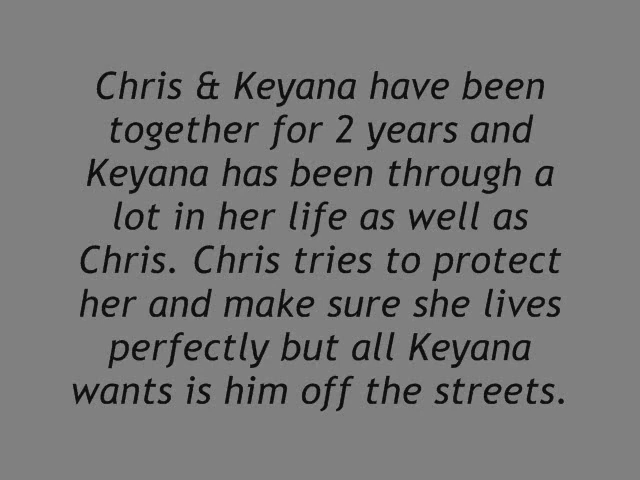 Chris & Keyana have been
together for 2 years and
Keyana has been through a
lot in her life as well as
Chris. Chris tries to protect
her and make sure she lives
perfectly but all Keyana
wants is him off the streets.